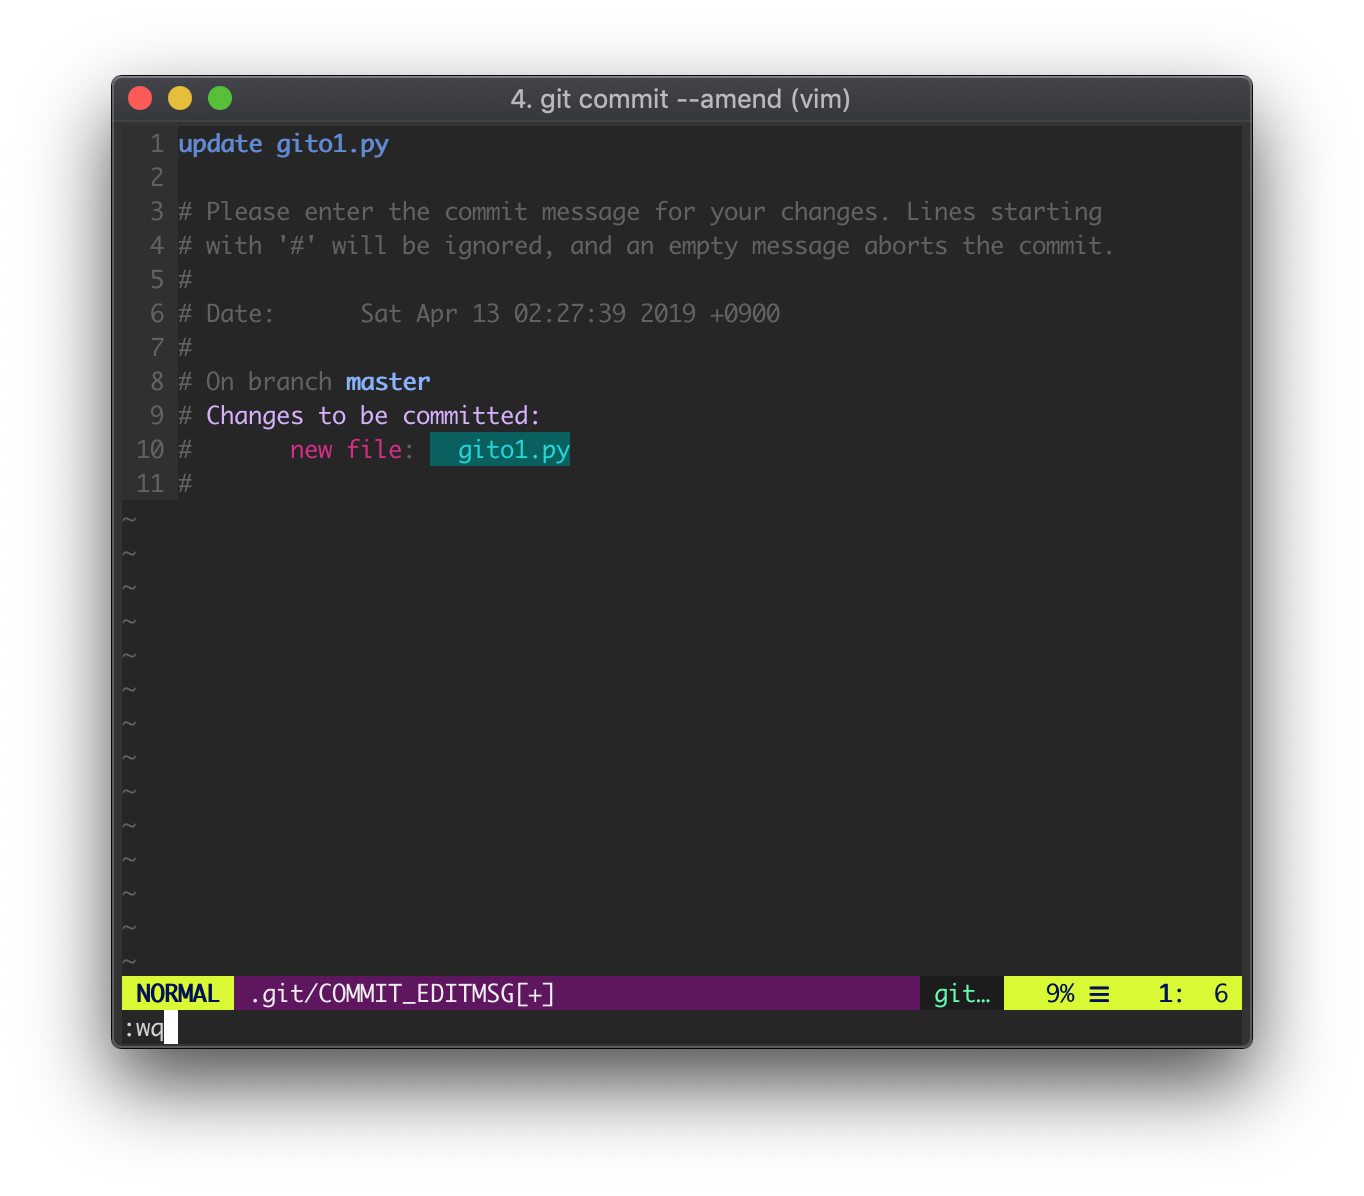 4. git commit --amend (vim)
1 update gito1.py
2
3 # Please enter the commit message for your changes. Lines starting
4 # with '#' will be ignored, and an empty message aborts the commit.
5 #
6 # Date:      Sat Apr 13 02:27:39 2019 +0900
7 #
8 # On branch master
9 # Changes to be committed:
10 #       new file:   gito1.py
11 #
~
~
~
~
~
~
~
~
~
~
~
~
~
~
NORMAL .git/COMMIT_EDITMSG[+] git… 9% ☰ 1: 6
:wq